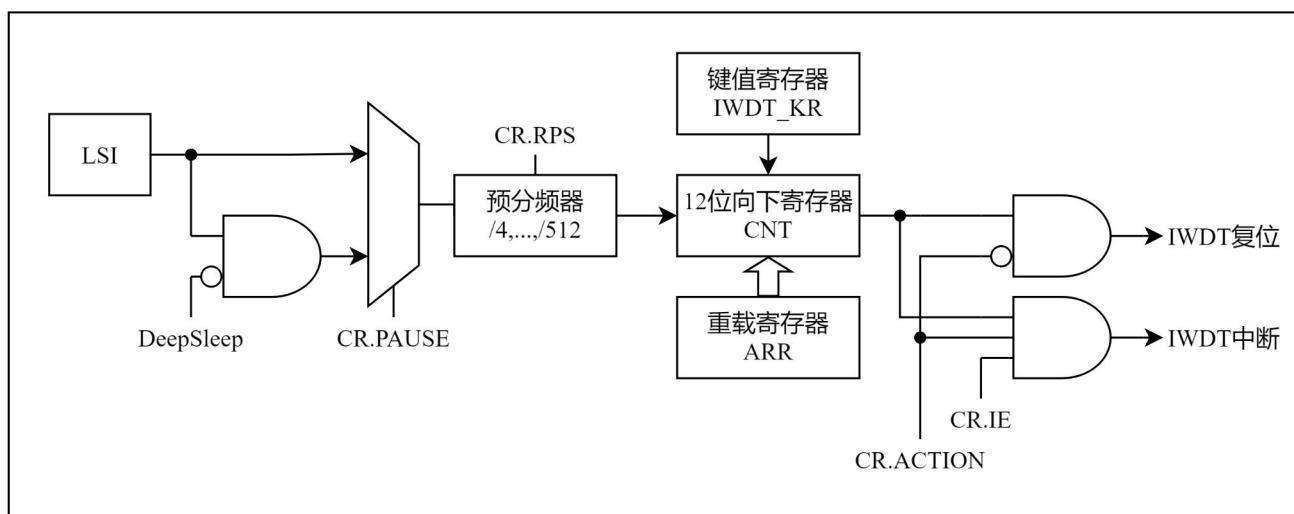 键值寄存器
IWDT_KR
LSI
CR.RPS
预分频器
/4,...,/512
12位向下寄存器
CNT
IWDT复位
DeepSleep
CR.PAUSE
重载寄存器
ARR
IWDT中断
CR.IE
CR.ACTION